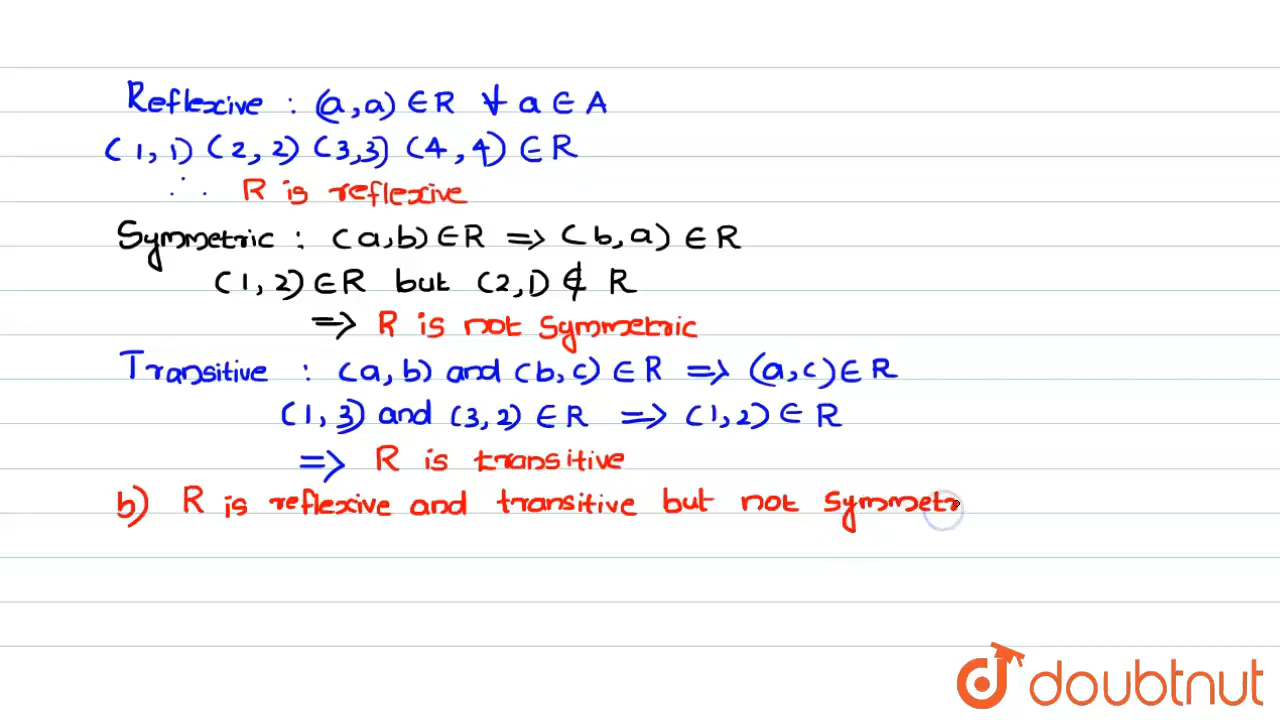 Reflexive : (a,a) ∈ R ∀ a ∈ A
(1,1) (2,2) (3,3) (4,4) ∈ R
∴ R is reflexive
Symmetric : (a,b) ∈ R ⇒ (b,a) ∈ R
(1,2) ∈ R but (2,1) ∉ R
⇒ R is not symmetric
Transitive : (a,b) and (b,c) ∈ R ⇒ (a,c) ∈ R
(1,3) and (3,2) ∈ R ⇒ (1,2) ∈ R
⇒ R is transitive
b) R is reflexive and transitive but not symmetr
doubtnut